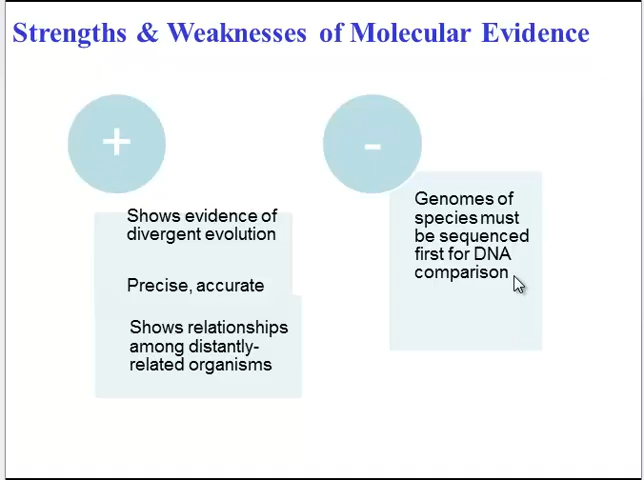 Strengths & Weaknesses of Molecular Evidence
+
Shows evidence of
divergent evolution
Precise, accurate
Shows relationships
among distantly-
related organisms
-
Genomes of
species must
be sequenced
first for DNA
comparison